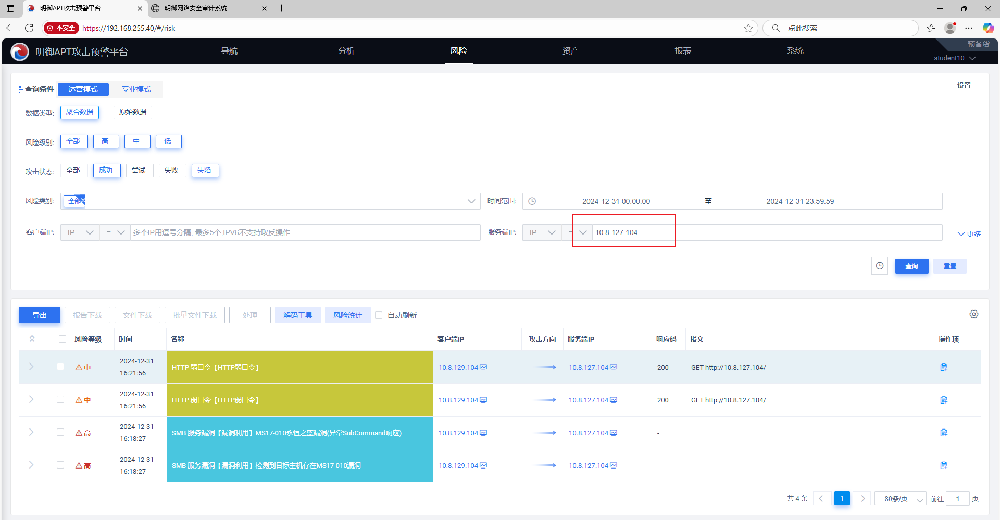 明御APT攻击预警平台
明御网络安全审计系统
不安全 https://192.168.255.40/#/risk
点此搜索
明御APT攻击预警平台 导航 分析 风险 资产 报表 系统
预备货
student10
查询条件 运营模式 专业模式 设置
数据类型: 聚合数据 原始数据
风险级别: 全部 高 中 低
攻击状态: 全部 成功 尝试 失败 失陷
风险类别: 全部 时间范围: 2024-12-31 00:00:00 至 2024-12-31 23:59:59
客户端IP: IP = 多个IP用逗号分隔, 最多5个,IPV6不支持取反操作 服务端IP: IP = 10.8.127.104 更多
查询 重置
导出 报告下载 文件下载 批量文件下载 处理 解码工具 风险统计 自动刷新
风险等级 时间 名称 客户端IP 攻击方向 服务端IP 响应码 报文 操作项
中 2024-12-31 16:21:56 HTTP 弱口令【HTTP弱口令】 10.8.129.104 10.8.127.104 200 GET http://10.8.127.104/
中 2024-12-31 16:21:56 HTTP 弱口令【HTTP弱口令】 10.8.129.104 10.8.127.104 200 GET http://10.8.127.104/
高 2024-12-31 16:18:27 SMB 服务漏洞【漏洞利用】MS17-010永恒之蓝漏洞(异常SubCommand响应) 10.8.129.104 10.8.127.104 -
高 2024-12-31 16:18:27 SMB 服务漏洞【漏洞利用】检测到目标主机存在MS17-010漏洞 10.8.129.104 10.8.127.104 -
共 4 条 1 80条/页 前往 1 页